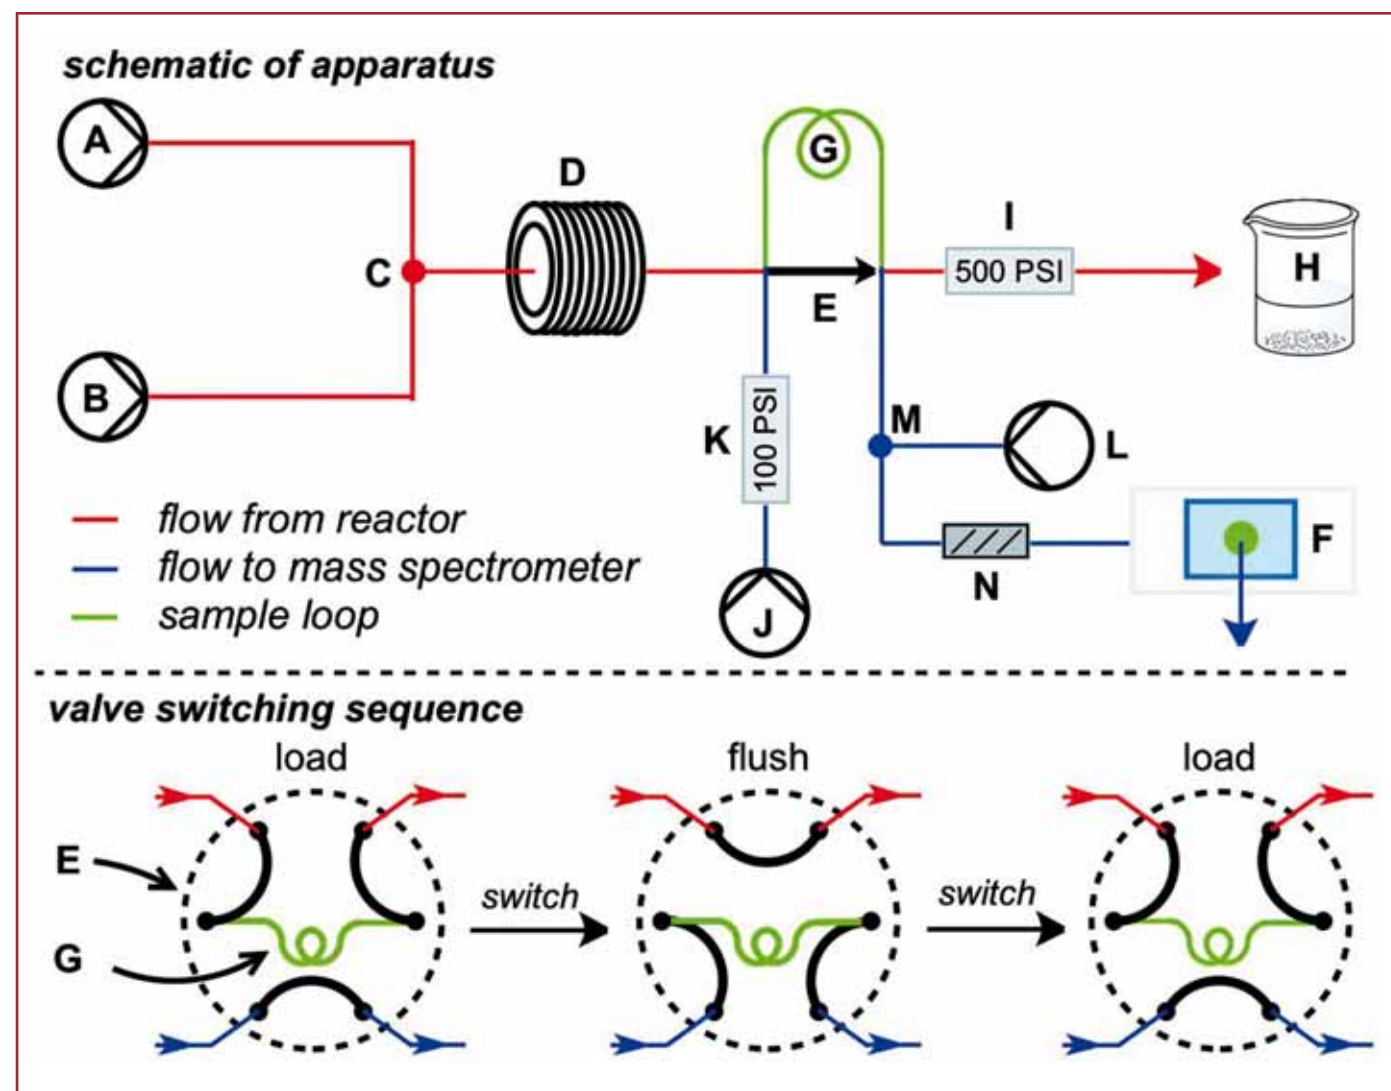 schematic of apparatus
A
D
G
I
H
C
500 PSI
E
B
M
K
100 PSI
L
flow from reactor
flow to mass spectrometer
sample loop
N
F
J
valve switching sequence
load
flush
load
E
switch
switch
G